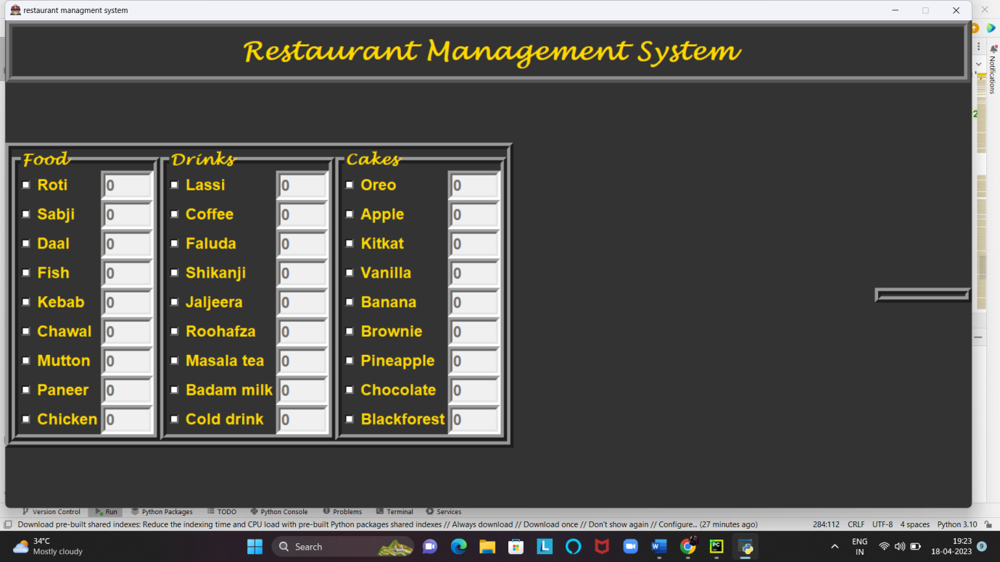 restaurant managment system
Restaurant Management System
Notifications
Food
Roti 0
Sabji 0
Daal 0
Fish 0
Kebab 0
Chawal 0
Mutton 0
Paneer 0
Chicken 0
Drinks
Lassi 0
Coffee 0
Faluda 0
Shikanji 0
Jaljeera 0
Roohafza 0
Masala tea 0
Badam milk 0
Cold drink 0
Cakes
Oreo 0
Apple 0
Kitkat 0
Vanilla 0
Banana 0
Brownie 0
Pineapple 0
Chocolate 0
Blackforest 0
2
Version Control Run Python Packages TODO Python Console Problems Terminal Services
Download pre-built shared indexes: Reduce the indexing time and CPU load with pre-built Python packages shared indexes // Always download // Download once // Don't show again // Configure... (27 minutes ago) 284:112 CRLF UTF-8 4 spaces Python 3.10
34°C
Mostly cloudy
Search
L
W
PC
ENG
IN
19:23
18-04-2023
9